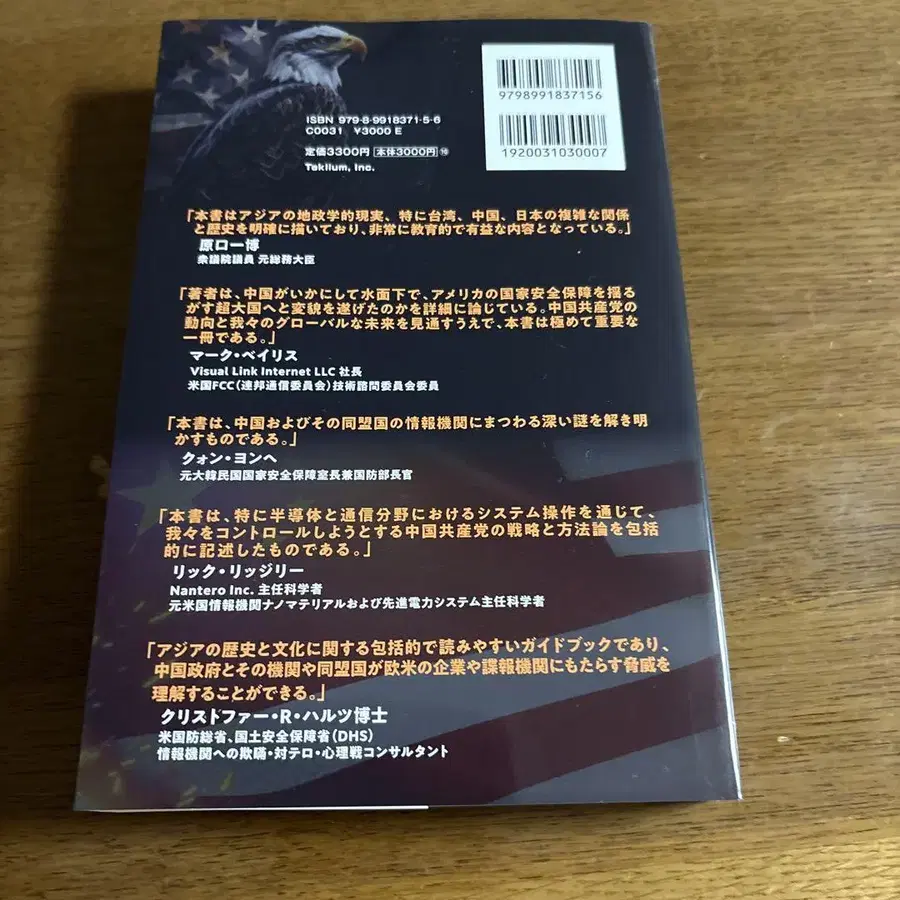 9798991837156
ISBN 979-8-9918371-5-6
C0031 ¥3000E
定価3300円 本体3000円 ⑩
Tekilum, Inc.
1920031030007
「本書はアジアの地政学的現実、特に台湾、中国、日本の複雑な関係
と歴史を明確に描いており、非常に教育的で有益な内容となっている。」
原口一博
衆議院議員 元総務大臣
「著者は、中国がいかにして水面下で、アメリカの国家安全保障を揺る
がす超大国へと変貌を遂げたのかを詳細に論じている。中国共産党の
動向と我々のグローバルな未来を見通すうえで、本書は極めて重要な
一冊である。」
マーク・ベイリス
Visual Link Internet LLC 社長
米国FCC（連邦通信委員会）技術諮問委員会委員
「本書は、中国およびその同盟国の情報機関にまつわる深い謎を解き明
かすものである。」
クォン・ヨンへ
元大韓民国国家安全保障室長兼国防部長官
「本書は、特に半導体と通信分野におけるシステム操作を通じて、
我々をコントロールしようとする中国共産党の戦略と方法論を包括
的に記述したものである。」
リック・リッジリー
Nantero Inc. 主任科学者
元米国情報機関ナノマテリアルおよび先進電力システム主任科学者
「アジアの歴史と文化に関する包括的で読みやすいガイドブックであり、
中国政府とその機関や同盟国が欧米の企業や諜報機関にもたらす脅威を
理解することができる。」
クリストファー・R・ハルツ博士
米国防総省、国土安全保障省（DHS）
情報機関への欺瞞・対テロ・心理戦コンサルタント